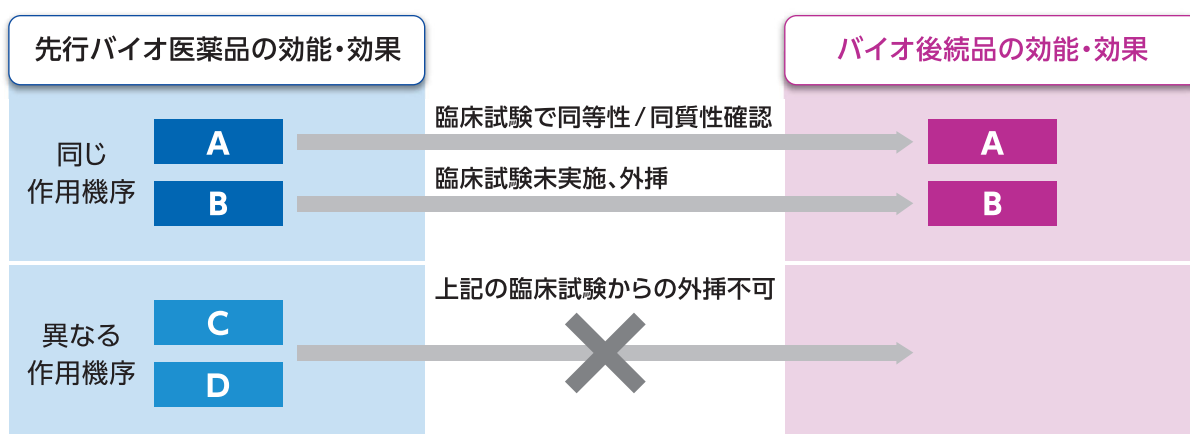 先行バイオ医薬品の効能・効果
バイオ後続品の効能・効果
同じ
作用機序
A
臨床試験で同等性/同質性確認
A
B
臨床試験未実施、外挿
B
異なる
作用機序
C
D
上記の臨床試験からの外挿不可